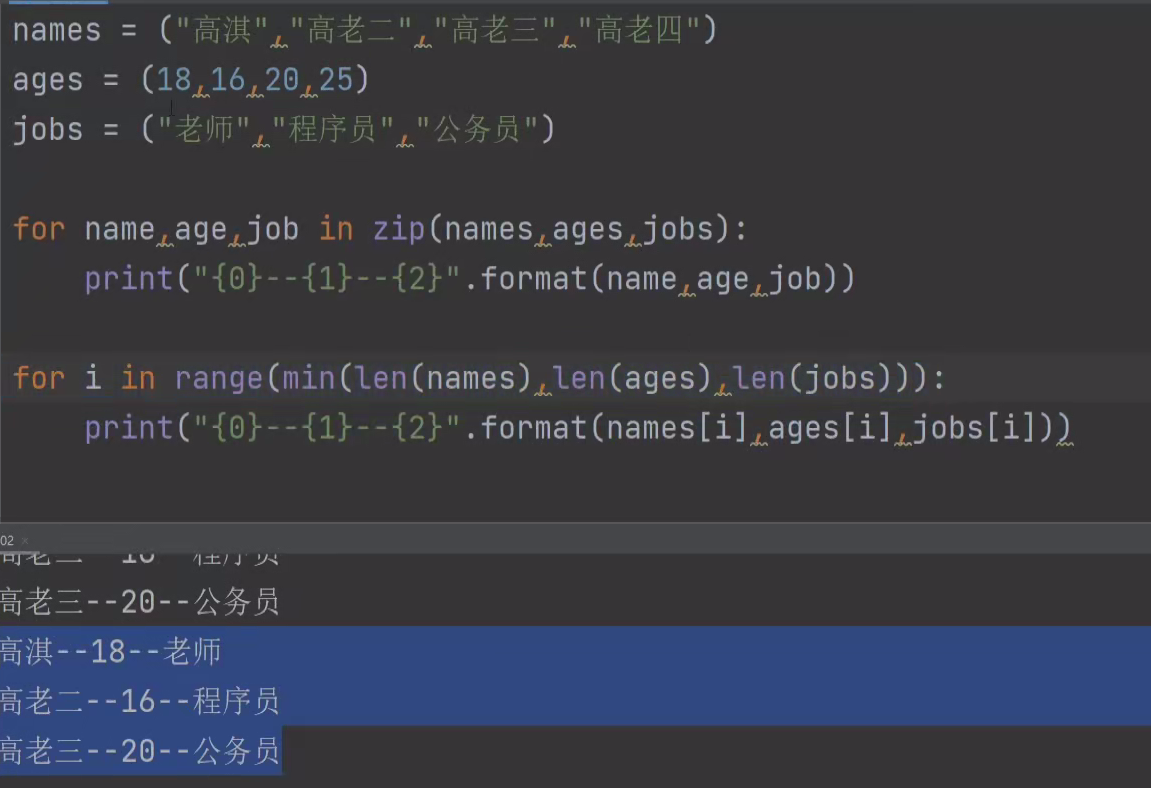 names = ("高淇","高老二","高老三","高老四")
ages = (18,16,20,25)
jobs = ("老师","程序员","公务员")
for name,age,job in zip(names,ages,jobs):
    print("{0}--{1}--{2}".format(name,age,job))
for i in range(min(len(names),len(ages),len(jobs))):
    print("{0}--{1}--{2}".format(names[i],ages[i],jobs[i]))
02 ×
高老三--20--公务员
高淇--18--老师
高老二--16--程序员
高老三--20--公务员